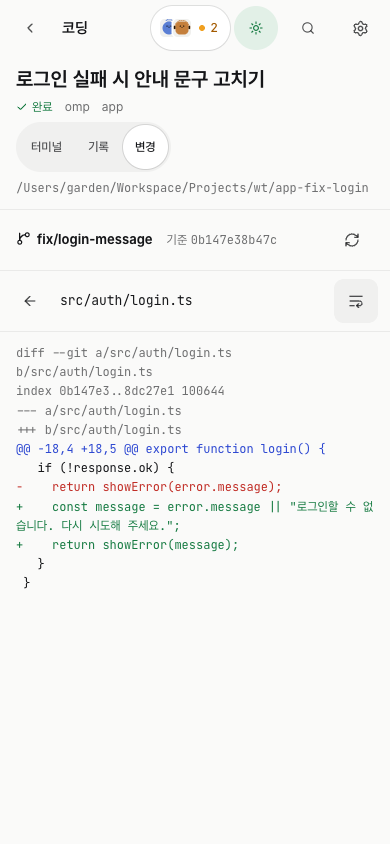 코딩
2
로그인 실패 시 안내 문구 고치기
완료 omp app
터미널 기록 변경
/Users/garden/Workspace/Projects/wt/app-fix-login
fix/login-message 기준 0b147e38b47c
src/auth/login.ts
diff --git a/src/auth/login.ts
b/src/auth/login.ts
index 0b147e3..8dc27e1 100644
--- a/src/auth/login.ts
+++ b/src/auth/login.ts
@@ -18,4 +18,5 @@ export function login() {
   if (!response.ok) {
-    return showError(error.message);
+    const message = error.message || "로그인할 수 없
습니다. 다시 시도해 주세요.";
+    return showError(message);
   }
 }